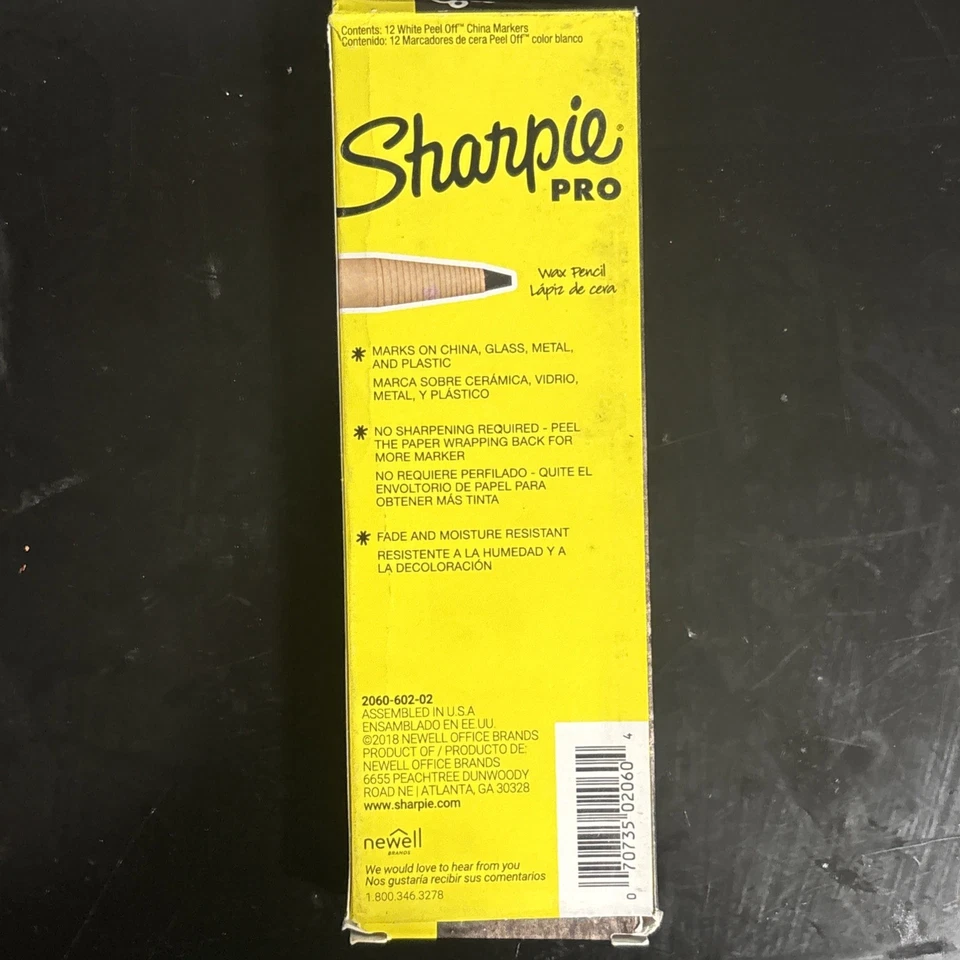 Contents: 12 White Peel Off™ China Markers
Contenido: 12 Marcadores de cera Peel Off™ color blanco
Sharpie®
PRO
Wax Pencil
Lápiz de cera
MARKS ON CHINA, GLASS, METAL,
AND PLASTIC
MARCA SOBRE CERÁMICA, VIDRIO,
METAL, Y PLÁSTICO
NO SHARPENING REQUIRED - PEEL
THE PAPER WRAPPING BACK FOR
MORE MARKER
NO REQUIERE PERFILADO - QUITE EL
ENVOLTORIO DE PAPEL PARA
OBTENER MÁS TINTA
FADE AND MOISTURE RESISTANT
RESISTENTE A LA HUMEDAD Y A
LA DECOLORACIÓN
2060-602-02
ASSEMBLED IN U.S.A
ENSAMBLADO EN EE.UU.
©2018 NEWELL OFFICE BRANDS
PRODUCT OF / PRODUCTO DE:
NEWELL OFFICE BRANDS
6655 PEACHTREE DUNWOODY
ROAD NE | ATLANTA, GA 30328
www.sharpie.com
newell
BRANDS
We would love to hear from you
Nos gustaría recibir sus comentarios
1.800.346.3278
0 70735 02060 4